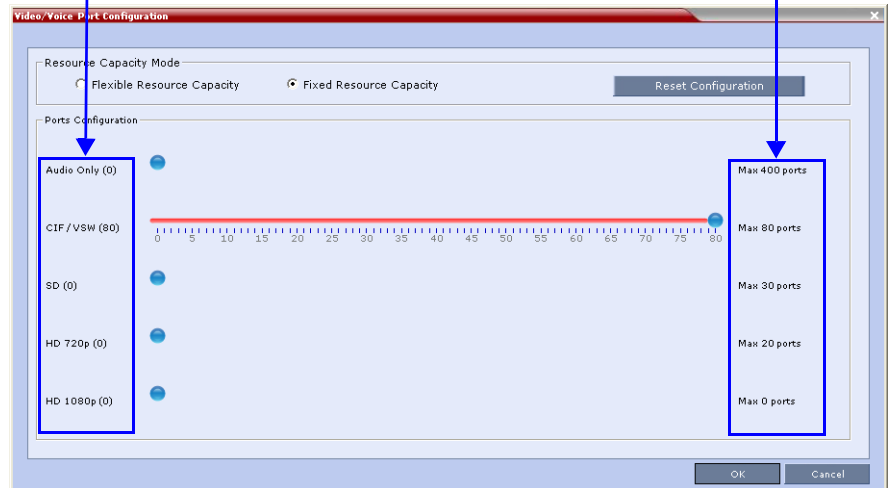 Video/Voice Port Configuration
X
Resource Capacity Mode
Flexible Resource Capacity
Fixed Resource Capacity
Reset Configuration
Ports Configuration
Audio Only (0)
Max 400 ports
CIF/VSW (80)
0 5 10 15 20 25 30 35 40 45 50 55 60 65 70 75 80
Max 80 ports
SD (0)
Max 30 ports
HD 720p (0)
Max 20 ports
HD 1080p (0)
Max 0 ports
OK
Cancel